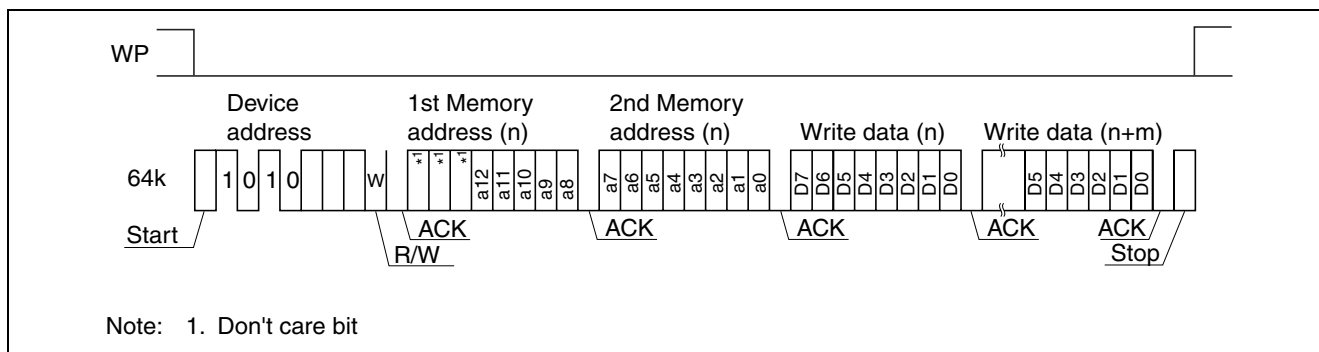 WP
Device address
1st Memory address (n)
2nd Memory address (n)
Write data (n)
Write data (n+m)
64k
1 0 1 0 W *1 *1 *1 a12 a11 a10 a9 a8 a7 a6 a5 a4 a3 a2 a1 a0 D7 D6 D5 D4 D3 D2 D1 D0 D5 D4 D3 D2 D1 D0
Start
R/W
ACK
ACK
ACK
ACK
ACK
Stop
Note: 1. Don't care bit